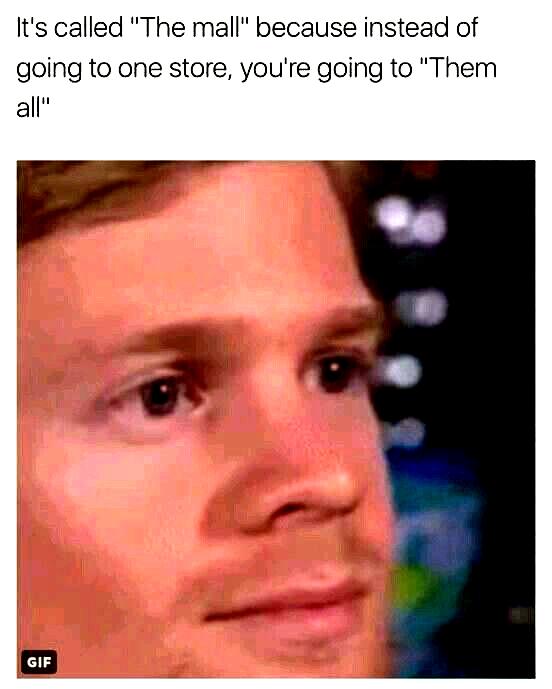 It's called "The mall" because instead of
going to one store, you're going to "Them
all"
GIF